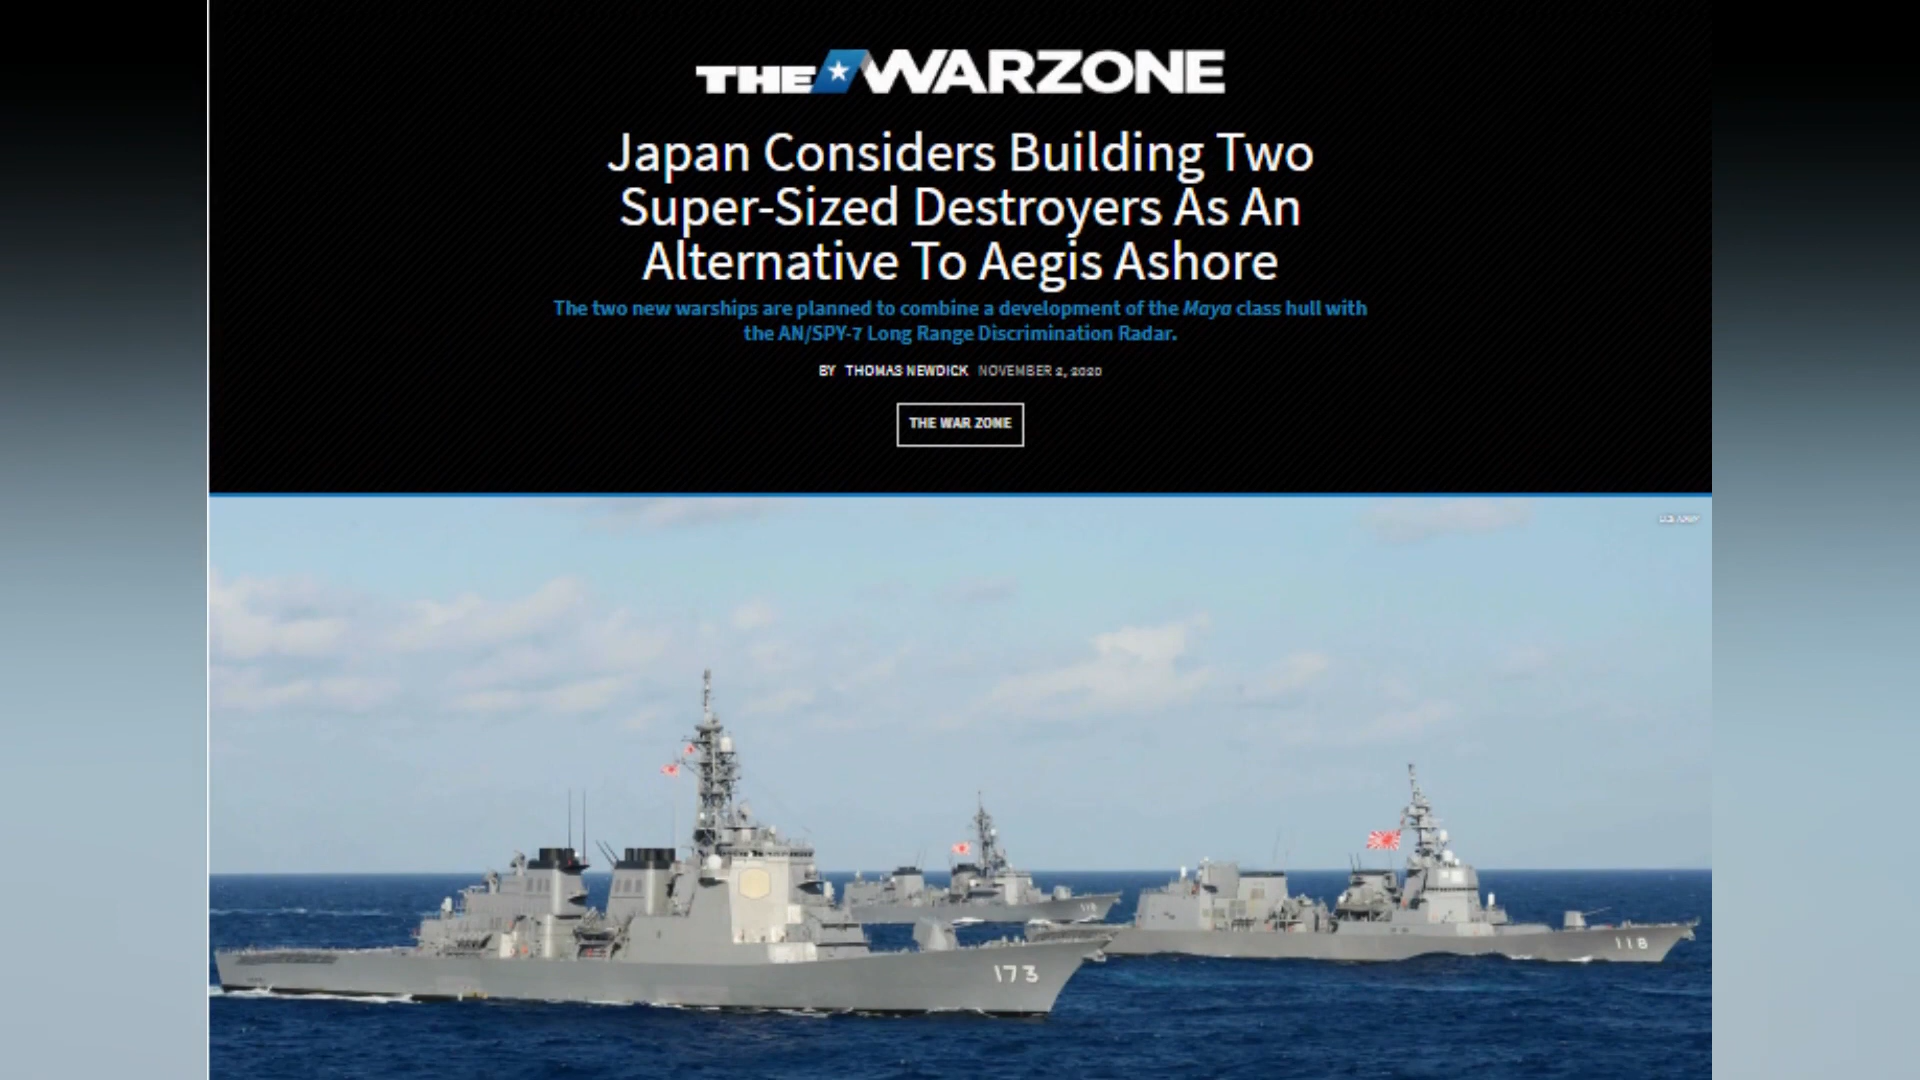 THE WARZONE
Japan Considers Building Two
Super-Sized Destroyers As An
Alternative To Aegis Ashore
The two new warships are planned to combine a development of the Maya class hull with
the AN/SPY-7 Long Range Discrimination Radar.
BY THOMAS NEWDICK NOVEMBER 2, 2020
THE WAR ZONE
U.S. NAVY
173
118